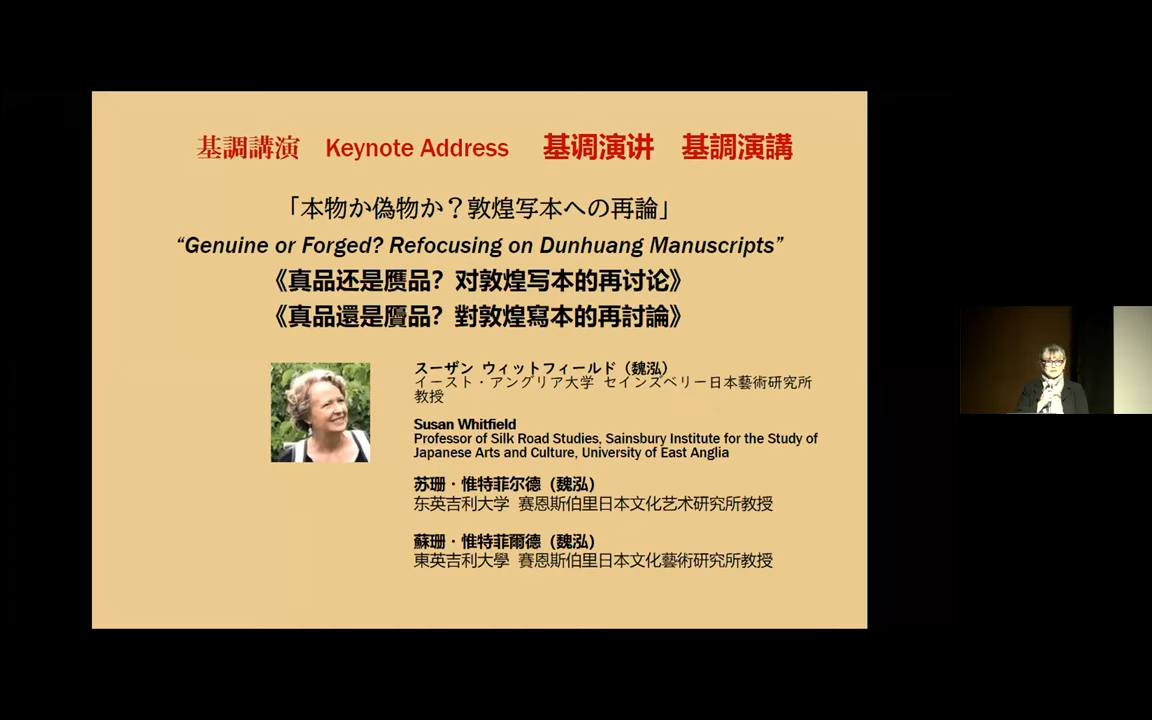 基調講演 Keynote Address 基调演讲 基調演講
「本物か偽物か？敦煌写本への再論」
“Genuine or Forged? Refocusing on Dunhuang Manuscripts”
《真品还是赝品？对敦煌写本的再讨论》
《真品還是贗品？對敦煌寫本的再討論》
スーザン ウィットフィールド（魏泓）
イースト・アングリア大学 セインズベリー日本藝術研究所
教授
Susan Whitfield
Professor of Silk Road Studies, Sainsbury Institute for the Study of
Japanese Arts and Culture, University of East Anglia
苏珊 · 惟特菲尔德（魏泓）
东英吉利大学 赛恩斯伯里日本文化艺术研究所教授
蘇珊 · 惟特菲爾德（魏泓）
東英吉利大學 賽恩斯伯里日本文化藝術研究所教授